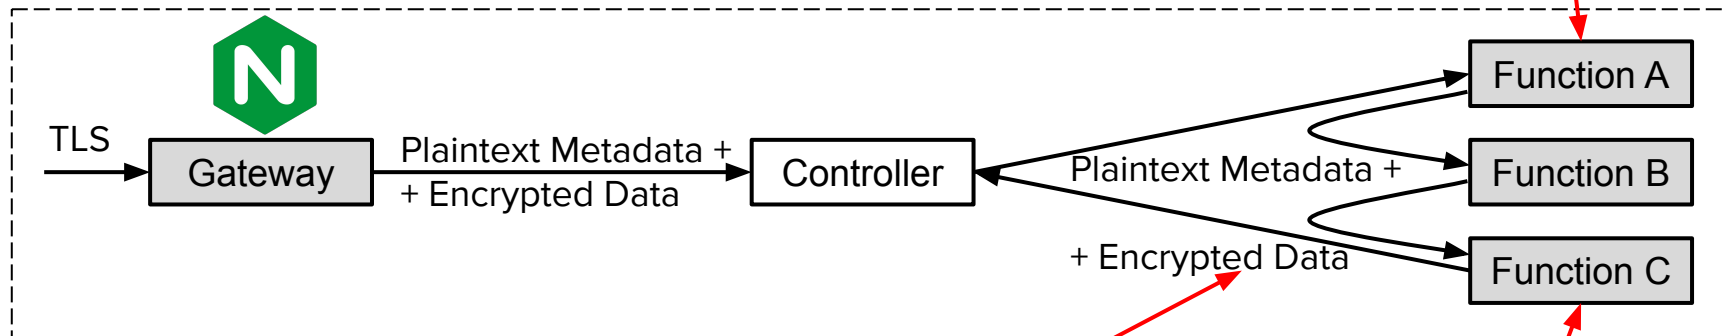 N
TLS
Gateway
Plaintext Metadata +
+ Encrypted Data
Controller
Plaintext Metadata +
+ Encrypted Data
Function A
Function B
Function C